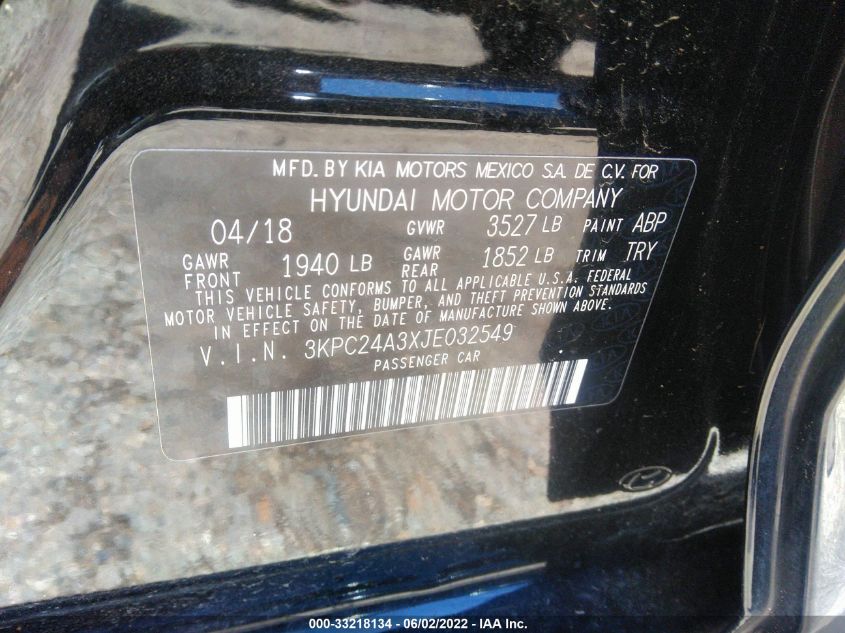 MFD. BY KIA MOTORS MEXICO S.A. DE C.V. FOR
HYUNDAI MOTOR COMPANY
04/18 GVWR 3527 LB PAINT ABP
GAWR FRONT 1940 LB GAWR REAR 1852 LB TRIM TRY
THIS VEHICLE CONFORMS TO ALL APPLICABLE U.S.A. FEDERAL
MOTOR VEHICLE SAFETY, BUMPER, AND THEFT PREVENTION STANDARDS
IN EFFECT ON THE DATE OF MANUFACTURE SHOWN ABOVE.
V.I.N. 3KPC24A3XJE032549
PASSENGER CAR
000-33218134 - 06/02/2022 - IAA Inc.